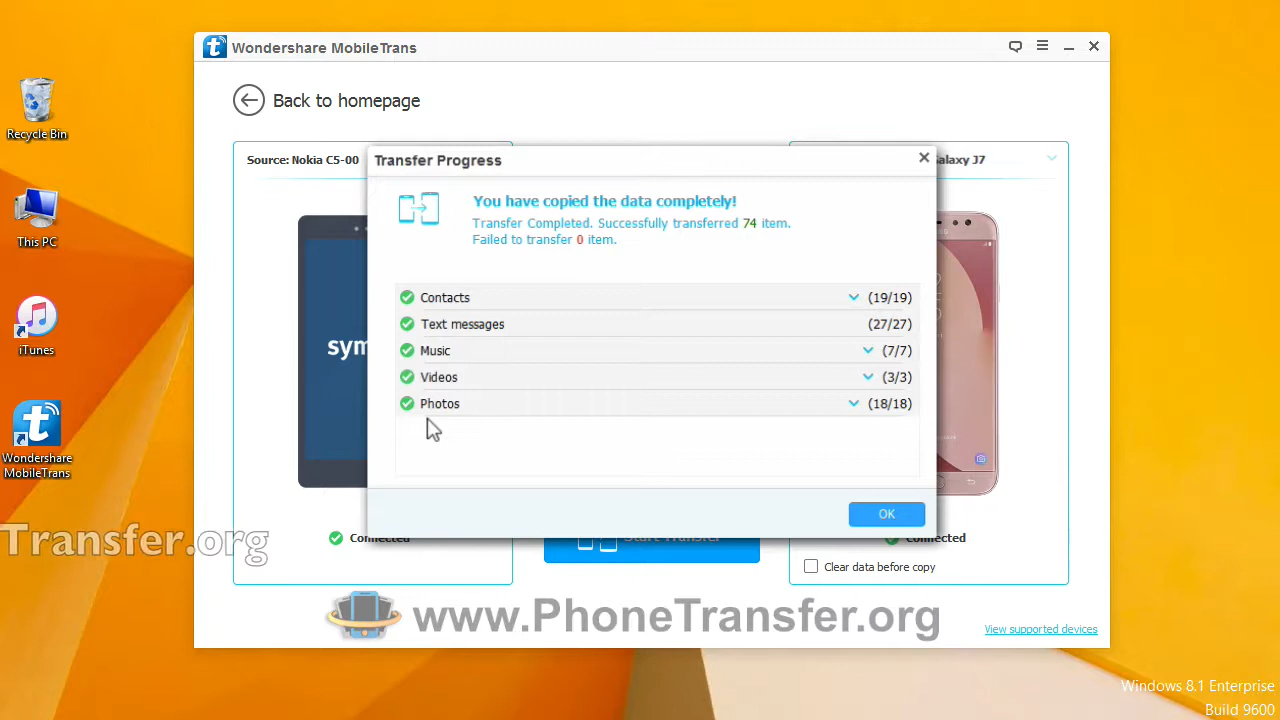 Wondershare MobileTrans
Back to homepage
Recycle Bin
This PC
iTunes
Wondershare
MobileTrans
Source: Nokia C5-00
alaxy J7
sym
Transfer Progress
You have copied the data completely!
Transfer Completed. Successfully transferred 74 item.
Failed to transfer 0 item.
Contacts (19/19)
Text messages (27/27)
Music (7/7)
Videos (3/3)
Photos (18/18)
OK
Connected
Start Transfer
Connected
Clear data before copy
Transfer.org
www.PhoneTransfer.org
View supported devices
Windows 8.1 Enterprise
Build 9600